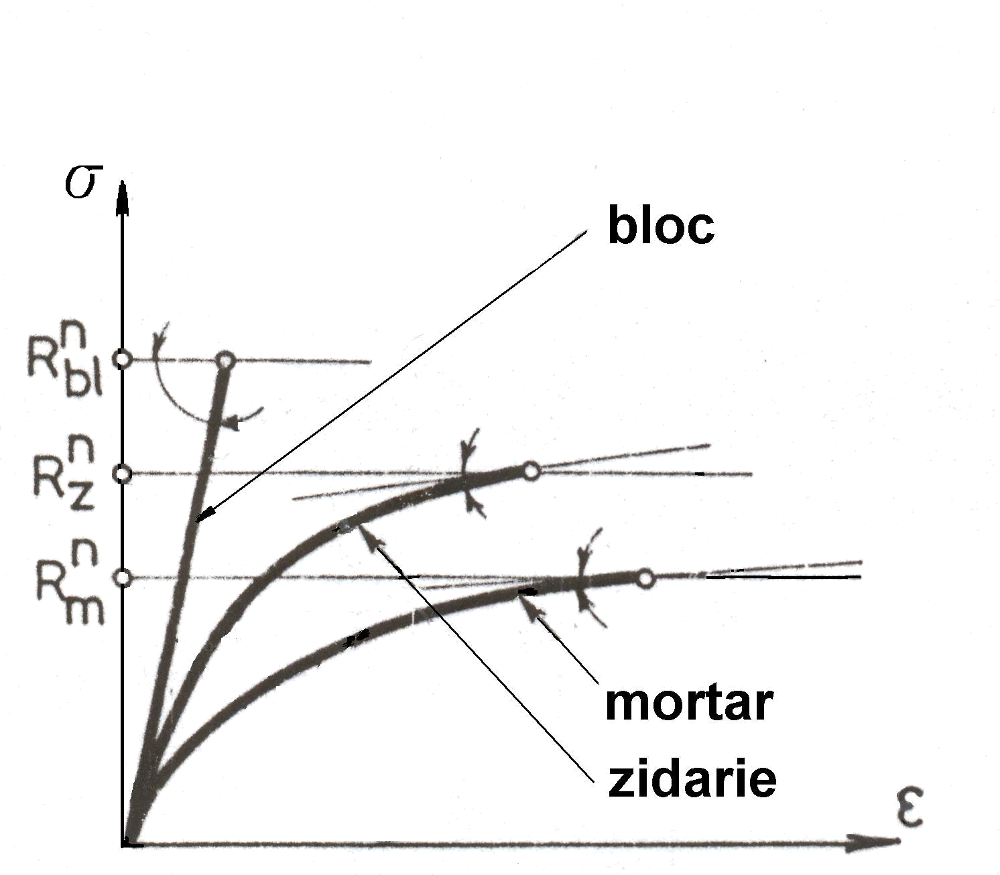 σ
bloc
R^n_bl
R^n_z
R^n_m
mortar
zidarie
ε